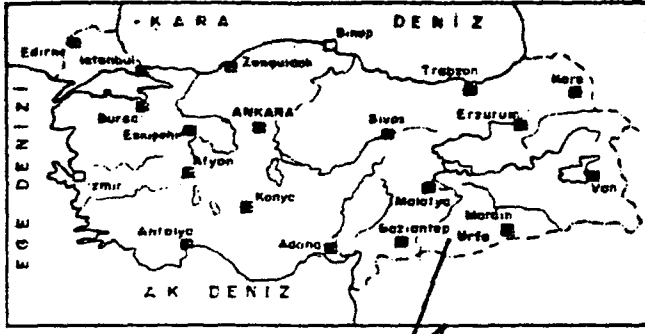 KARA DENİZ
Edirne
Istanbul
Zonguldak
Sinop
Trabzon
Kars
Bursa
Eskişehir
ANKARA
Sivas
Erzurum
EGE DENİZİ
İzmir
Afyon
Konya
Malatya
Van
Antalya
Adana
Gaziantep
Mardin
Urfa
AK DENİZ